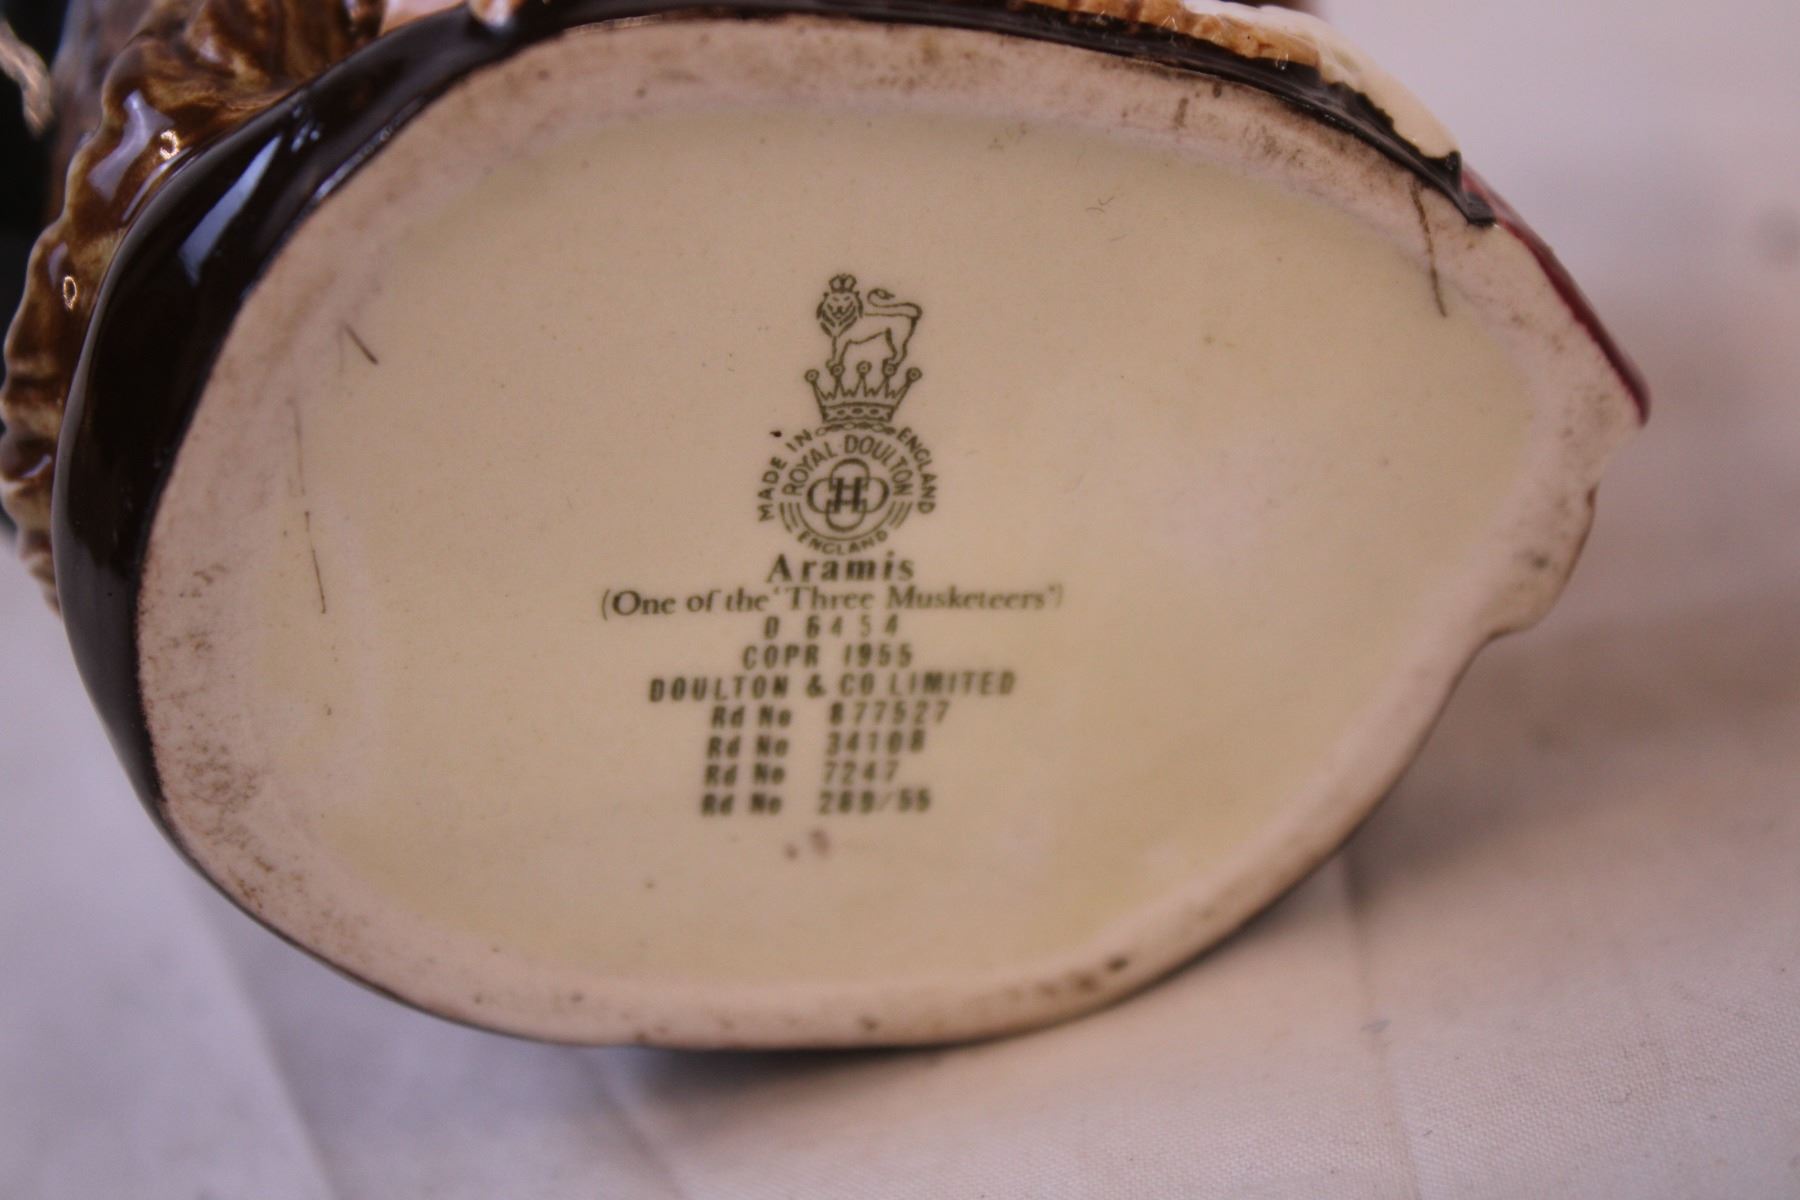 MADE IN ENGLAND
ROYAL DOULTON
ENGLAND
Aramis
(One of the 'Three Musketeers')
D 6454
COPR 1955
DOULTON & CO LIMITED
Rd No 877527
Rd No 34108
Rd No 7247
Rd No 289/55